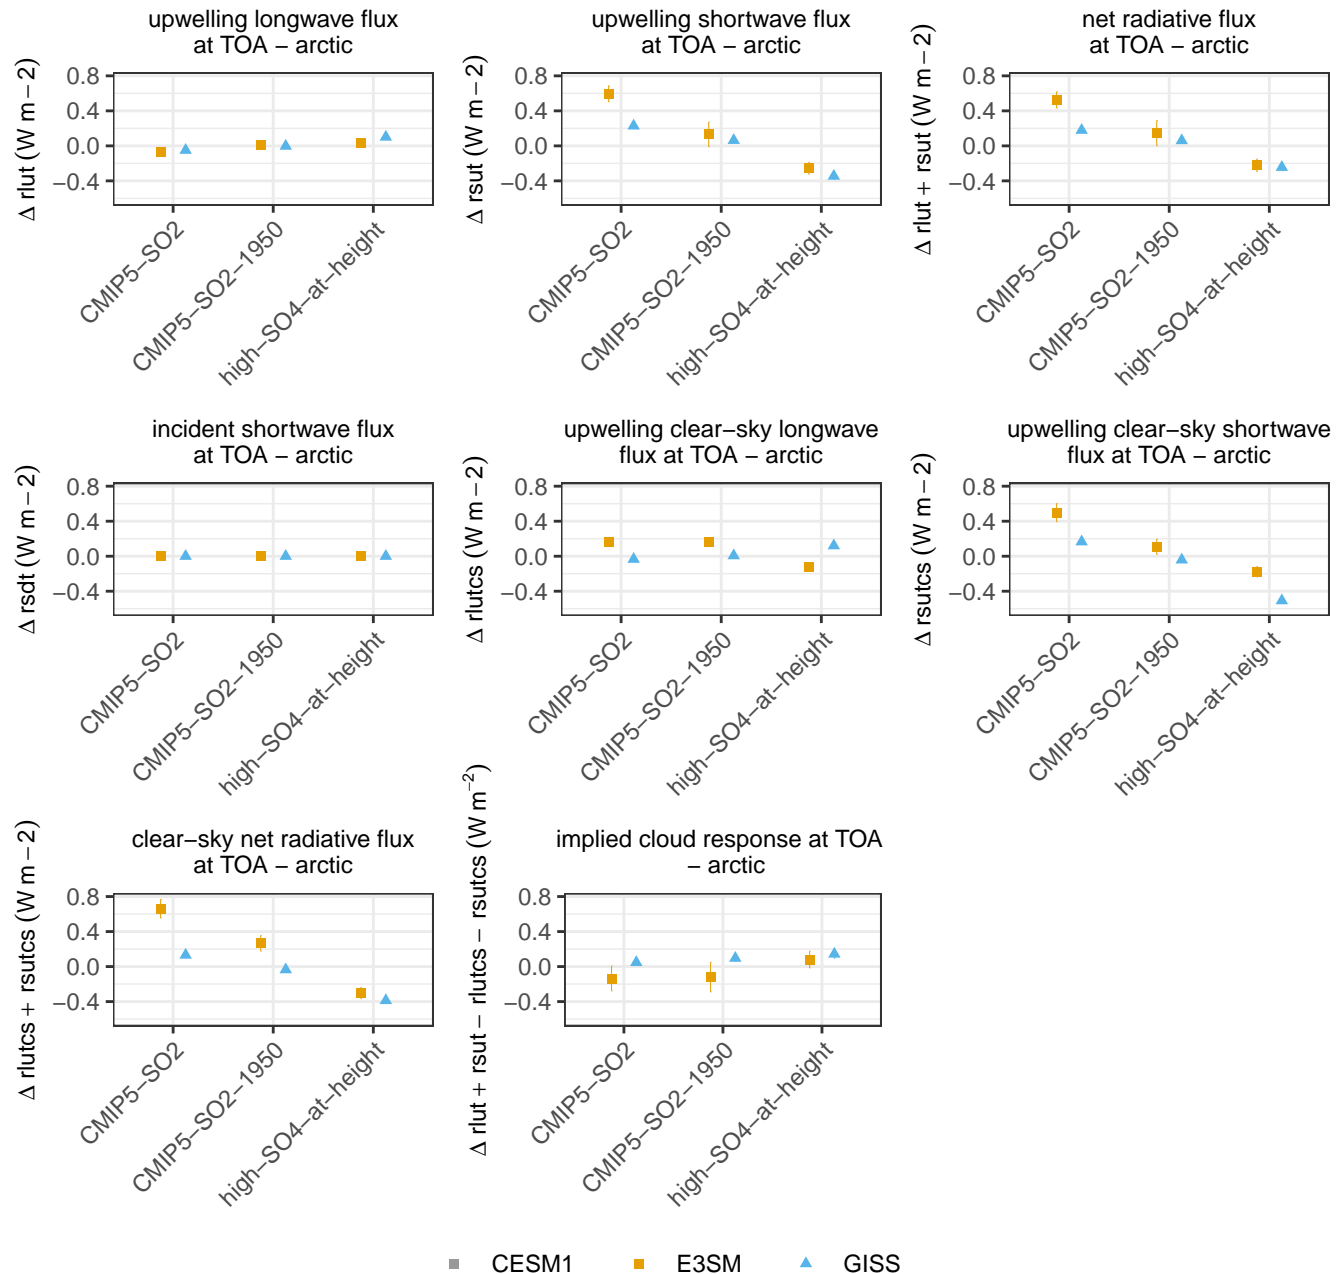 upwelling longwave flux
at TOA − arctic
Δ rlut (W m − 2)
0.8
0.4
0.0
−0.4
CMIP5−SO2
CMIP5−SO2−1950
high−SO4−at−height
upwelling shortwave flux
at TOA − arctic
Δ rsut (W m − 2)
0.8
0.4
0.0
−0.4
CMIP5−SO2
CMIP5−SO2−1950
high−SO4−at−height
net radiative flux
at TOA − arctic
Δ rlut + rsut (W m − 2)
0.8
0.4
0.0
−0.4
CMIP5−SO2
CMIP5−SO2−1950
high−SO4−at−height
incident shortwave flux
at TOA − arctic
Δ rsdt (W m − 2)
0.8
0.4
0.0
−0.4
CMIP5−SO2
CMIP5−SO2−1950
high−SO4−at−height
upwelling clear−sky longwave
flux at TOA − arctic
Δ rlutcs (W m − 2)
0.8
0.4
0.0
−0.4
CMIP5−SO2
CMIP5−SO2−1950
high−SO4−at−height
upwelling clear−sky shortwave
flux at TOA − arctic
Δ rsutcs (W m − 2)
0.8
0.4
0.0
−0.4
CMIP5−SO2
CMIP5−SO2−1950
high−SO4−at−height
clear−sky net radiative flux
at TOA − arctic
Δ rlutcs + rsutcs (W m − 2)
0.8
0.4
0.0
−0.4
CMIP5−SO2
CMIP5−SO2−1950
high−SO4−at−height
implied cloud response at TOA
− arctic
Δ rlut + rsut − rlutcs − rsutcs (W m⁻²)
0.8
0.4
0.0
−0.4
CMIP5−SO2
CMIP5−SO2−1950
high−SO4−at−height
CESM1 E3SM GISS